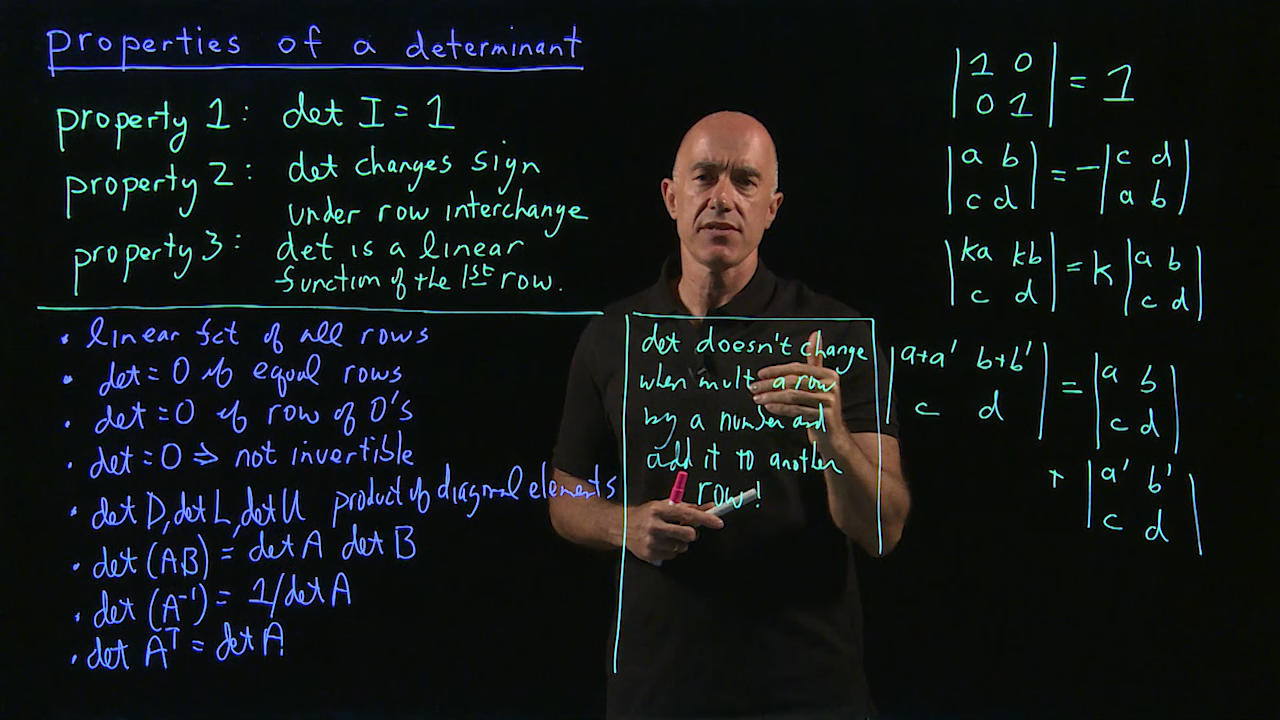 properties of a determinant
property 1: det I = 1
property 2: det changes sign
under row interchange
property 3: det is a linear
function of the 1st row.
• linear fct of all rows
• det = 0 if equal rows
• det = 0 if row of 0's
• det = 0 ⇒ not invertible
• det D, det L, det U product of diagonal elements
• det (AB) = det A det B
• det (A⁻¹) = 1/det A
• det Aᵀ = det A
det doesn't change
when mult. a row
by a number and
add it to another
row!
|1 0|
|0 1| = 1
|a b| = -|c d|
|c d| |a b|
|ka kb| = k |a b|
|c d| |c d|
|a+a' b+b'| = |a b|
|c d| |c d|
+ |a' b'|
|c d|